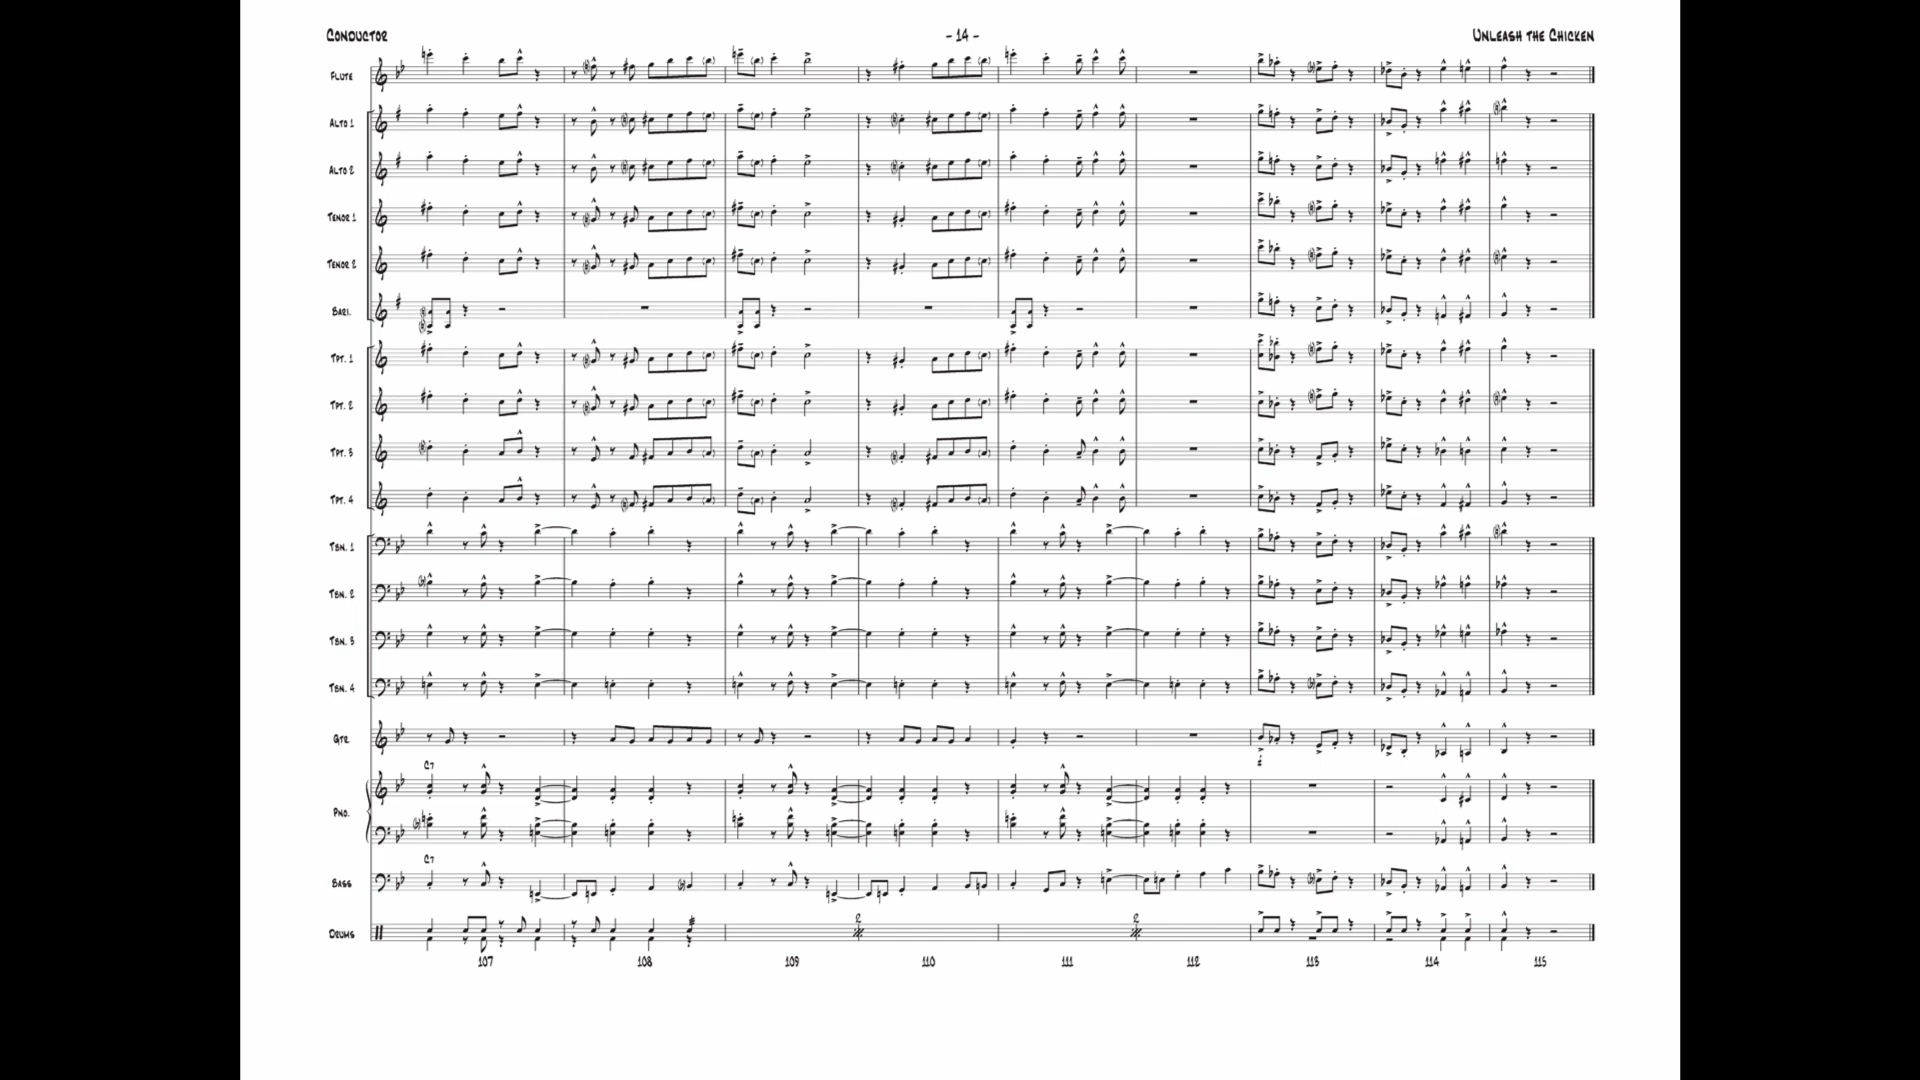 Conductor
- 14 -
Unleash the Chicken
Flute
Alto 1
Alto 2
Tenor 1
Tenor 2
Bari.
Tpt. 1
Tpt. 2
Tpt. 3
Tpt. 4
Tbn. 1
Tbn. 2
Tbn. 3
Tbn. 4
Gtr
C7
Pno.
C7
Bass
Drums
2
2
107
108
109
110
111
112
113
114
115